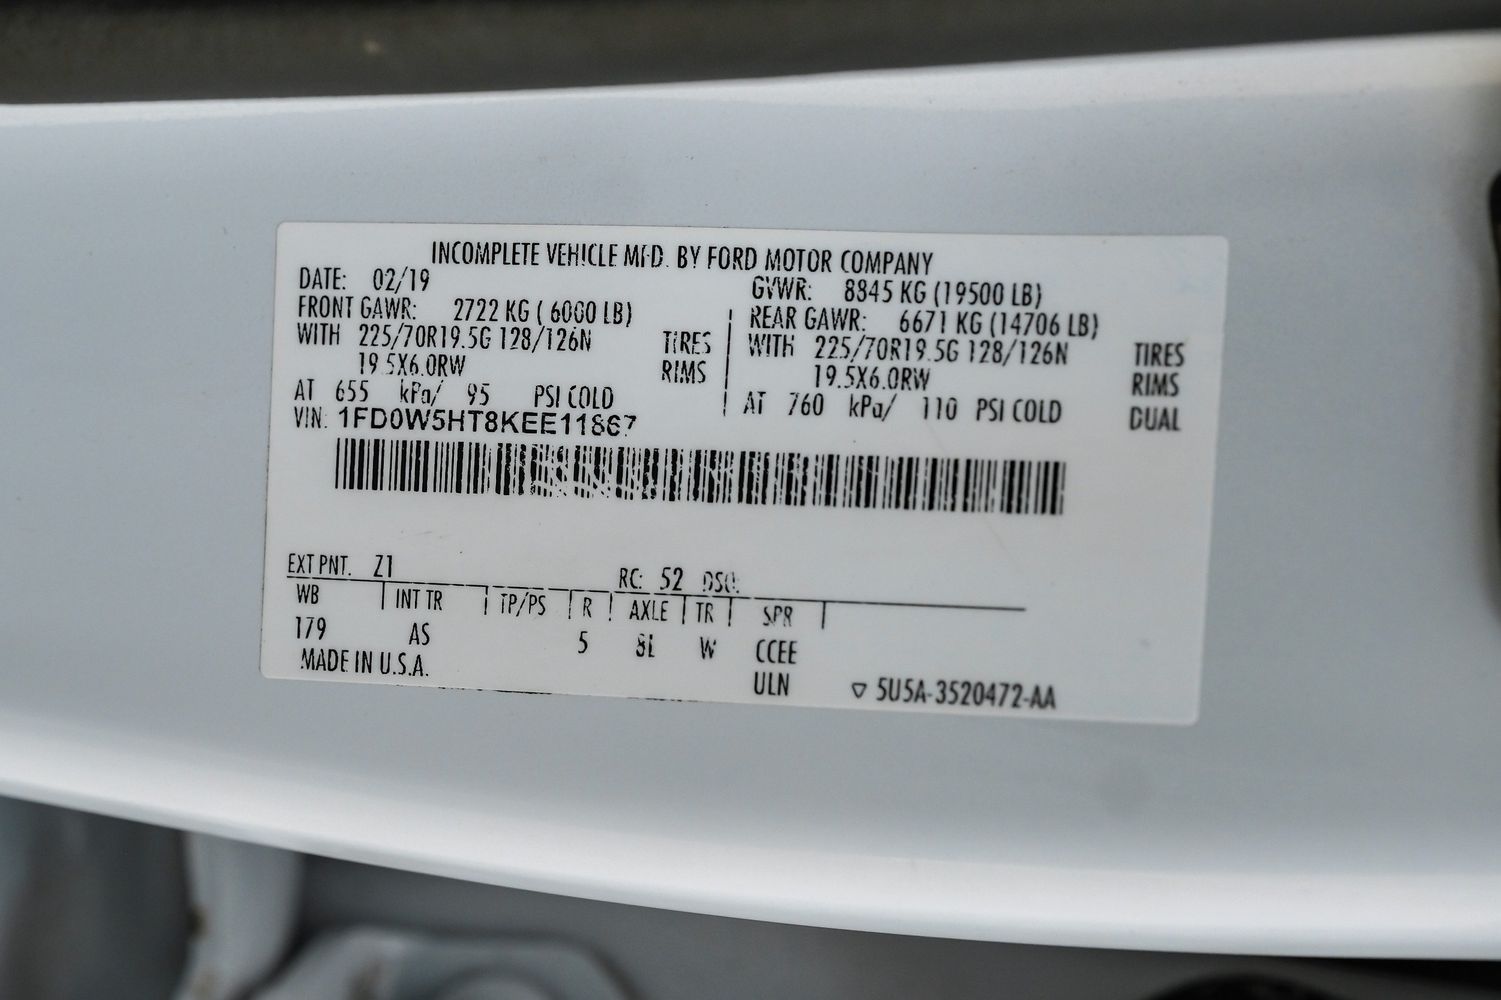 INCOMPLETE VEHICLE MFD. BY FORD MOTOR COMPANY
DATE: 02/19 GVWR: 8845 KG (19500 LB)
FRONT GAWR: 2722 KG ( 6000 LB) REAR GAWR: 6671 KG (14706 LB)
WITH 225/70R19.5G 128/126N TIRES WITH 225/70R19.5G 128/126N TIRES
19.5X6.0RW RIMS 19.5X6.0RW RIMS
AT 655 kPa/ 95 PSI COLD AT 760 kPa/ 110 PSI COLD DUAL
VIN: 1FD0W5HT8KEE11867
EXT PNT. Z1 RC: 52 DSO:
WB INT TR TP/PS R AXLE TR SPR
179 AS 5 8L W CCEE
MADE IN U.S.A. ULN ▽ 5U5A-3520472-AA